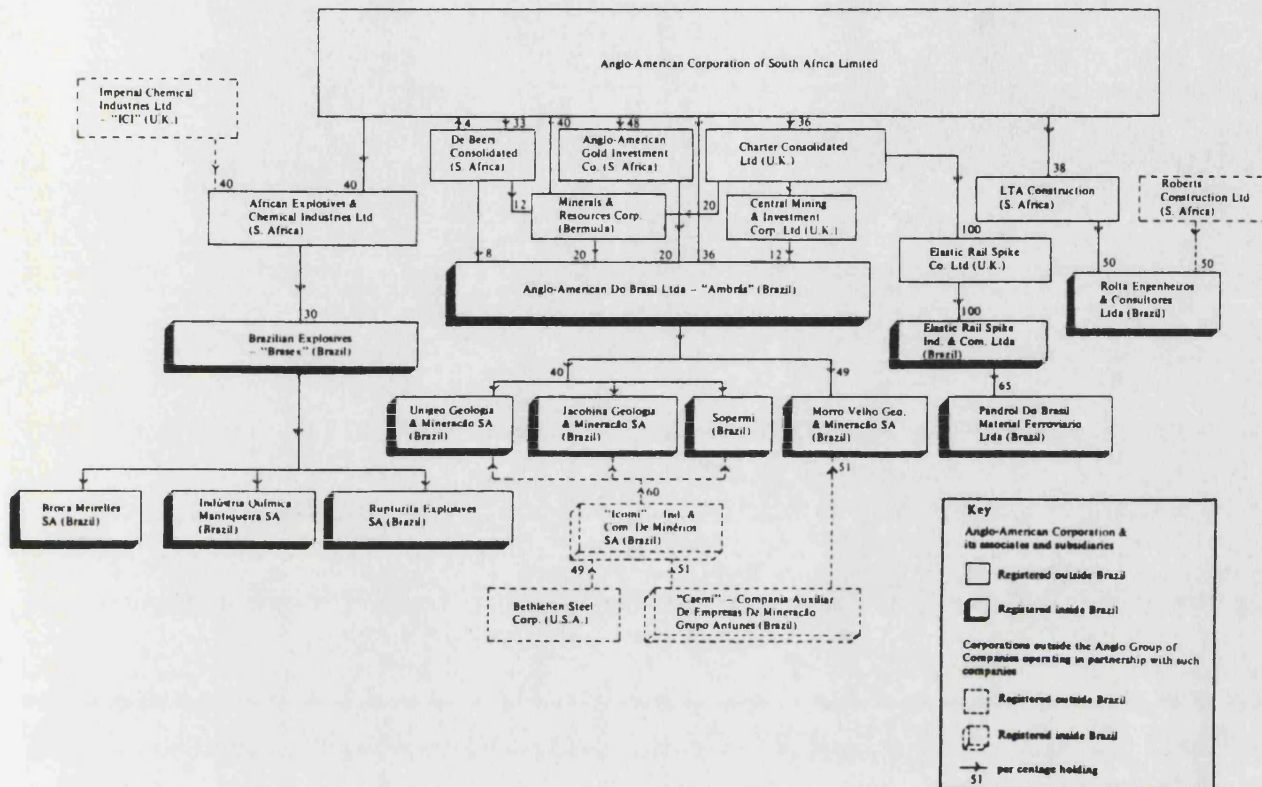 Anglo-American Corporation of South Africa Limited
Imperial Chemical
Industries Ltd
– "ICI" (U.K.)
4
33
40
48
36
De Beers
Consolidated
(S. Africa)
Anglo-American
Gold Investment
Co. (S. Africa)
Charter Consolidated
Ltd (U.K.)
38
40
40
African Explosives &
Chemical Industries Ltd
(S. Africa)
12
Minerals &
Resources Corp.
(Bermuda)
20
Central Mining
& Investment
Corp. Ltd (U.K.)
LTA Construction
(S. Africa)
Roberts
Construction Ltd
(S. Africa)
8
20
20
36
12
100
Elastic Rail Spike
Co. Ltd (U.K.)
50
50
Anglo-American Do Brasil Ltda – "Ambrás" (Brazil)
Rolta Engenheiros
& Consultores
Ltda (Brazil)
30
Brazilian Explosives
– "Brasex" (Brazil)
100
Elastic Rail Spike
Ind. & Com. Ltda
(Brazil)
40
49
65
Unigeo Geologia
& Mineracão SA
(Brazil)
Jacobina Geologia
& Mineracão SA
(Brazil)
Sopermi
(Brazil)
Morro Velho Geo.
& Mineracão SA
(Brazil)
Pandrol Do Brasil
Material Ferroviario
Ltda (Brazil)
Broca Meirelles
SA (Brazil)
Indústria Química
Mantiqueira SA
(Brazil)
Rupturita Explosives
SA (Brazil)
60
51
"Icomi" – Ind. &
Com. De Minérios
SA (Brazil)
49
51
Bethlehen Steel
Corp. (U.S.A.)
"Caemi" – Compania Auxiliar
De Empresas De Mineracão
Grupo Antunes (Brazil)
Key
Anglo-American Corporation &
its associates and subsidiaries
Registered outside Brazil
Registered inside Brazil
Corporations outside the Anglo Group of
Companies operating in partnership with such
companies
Registered outside Brazil
Registered inside Brazil
51
per centage holding